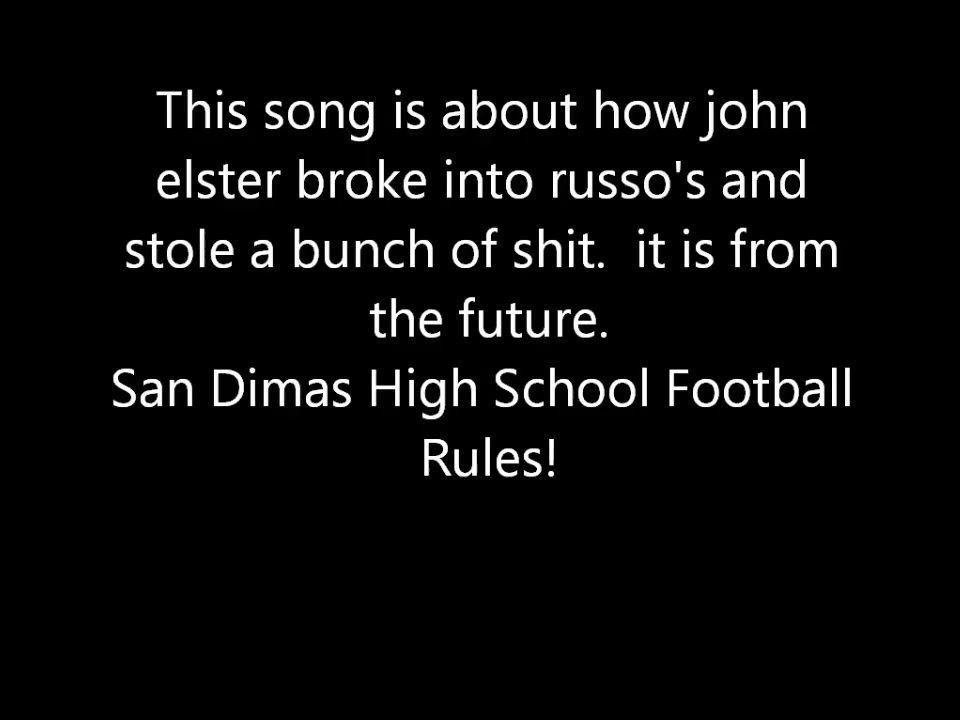 This song is about how john
elster broke into russo's and
stole a bunch of shit.  it is from
the future.
San Dimas High School Football
Rules!